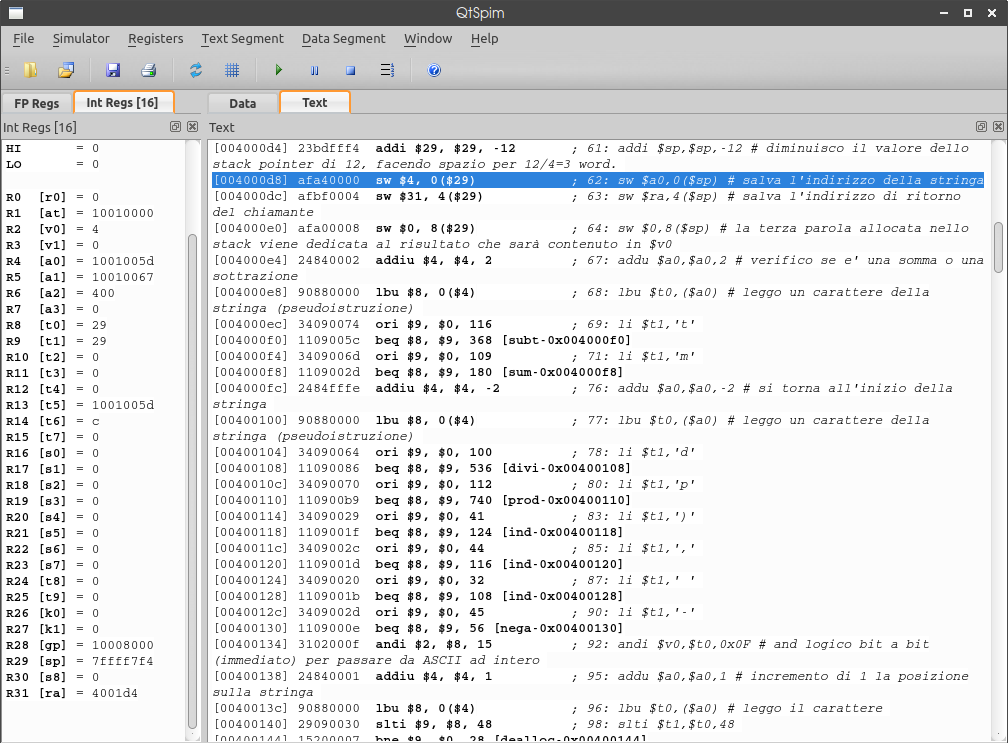 QtSpim
File Simulator Registers Text Segment Data Segment Window Help
FP Regs Int Regs [16] Data Text
Int Regs [16]
HI = 0
LO = 0
R0 [r0] = 0
R1 [at] = 10010000
R2 [v0] = 4
R3 [v1] = 0
R4 [a0] = 1001005d
R5 [a1] = 10010067
R6 [a2] = 400
R7 [a3] = 0
R8 [t0] = 29
R9 [t1] = 29
R10 [t2] = 0
R11 [t3] = 0
R12 [t4] = 0
R13 [t5] = 1001005d
R14 [t6] = c
R15 [t7] = 0
R16 [s0] = 0
R17 [s1] = 0
R18 [s2] = 0
R19 [s3] = 0
R20 [s4] = 0
R21 [s5] = 0
R22 [s6] = 0
R23 [s7] = 0
R24 [t8] = 0
R25 [t9] = 0
R26 [k0] = 0
R27 [k1] = 0
R28 [gp] = 10008000
R29 [sp] = 7ffff7f4
R30 [s8] = 0
R31 [ra] = 4001d4
Text
[004000d4] 23bdfff4 addi $29, $29, -12 ; 61: addi $sp,$sp,-12 # diminuisco il valore dello
stack pointer di 12, facendo spazio per 12/4=3 word.
[004000d8] afa40000 sw $4, 0($29) ; 62: sw $a0,0($sp) # salva l'indirizzo della stringa
[004000dc] afbf0004 sw $31, 4($29) ; 63: sw $ra,4($sp) # salva l'indirizzo di ritorno
del chiamante
[004000e0] afa00008 sw $0, 8($29) ; 64: sw $0,8($sp) # la terza parola allocata nello
stack viene dedicata al risultato che sarà contenuto in $v0
[004000e4] 24840002 addiu $4, $4, 2 ; 67: addu $a0,$a0,2 # verifico se e' una somma o una
sottrazione
[004000e8] 90880000 lbu $8, 0($4) ; 68: lbu $t0,($a0) # leggo un carattere della
stringa (pseudoistruzione)
[004000ec] 34090074 ori $9, $0, 116 ; 69: li $t1,'t'
[004000f0] 1109005c beq $8, $9, 368 [subt-0x004000f0]
[004000f4] 3409006d ori $9, $0, 109 ; 71: li $t1,'m'
[004000f8] 1109002d beq $8, $9, 180 [sum-0x004000f8]
[004000fc] 2484fffe addiu $4, $4, -2 ; 76: addu $a0,$a0,-2 # si torna all'inizio della
stringa
[00400100] 90880000 lbu $8, 0($4) ; 77: lbu $t0,($a0) # leggo un carattere della
stringa (pseudoistruzione)
[00400104] 34090064 ori $9, $0, 100 ; 78: li $t1,'d'
[00400108] 11090086 beq $8, $9, 536 [divi-0x00400108]
[0040010c] 34090070 ori $9, $0, 112 ; 80: li $t1,'p'
[00400110] 110900b9 beq $8, $9, 740 [prod-0x00400110]
[00400114] 34090029 ori $9, $0, 41 ; 83: li $t1,')'
[00400118] 1109001f beq $8, $9, 124 [ind-0x00400118]
[0040011c] 3409002c ori $9, $0, 44 ; 85: li $t1,','
[00400120] 1109001d beq $8, $9, 116 [ind-0x00400120]
[00400124] 34090020 ori $9, $0, 32 ; 87: li $t1,' '
[00400128] 1109001b beq $8, $9, 108 [ind-0x00400128]
[0040012c] 3409002d ori $9, $0, 45 ; 90: li $t1,'-'
[00400130] 1109000e beq $8, $9, 56 [nega-0x00400130]
[00400134] 3102000f andi $2, $8, 15 ; 92: andi $v0,$t0,0x0F # and logico bit a bit
(immediato) per passare da ASCII ad intero
[00400138] 24840001 addiu $4, $4, 1 ; 95: addu $a0,$a0,1 # incremento di 1 la posizione
sulla stringa
[0040013c] 90880000 lbu $8, 0($4) ; 96: lbu $t0,($a0) # leggo il carattere
[00400140] 29090030 slti $9, $8, 48 ; 98: slti $t1,$t0,48
[00400144] 15200007 bne $9, $0, 28 [dealloc-0x00400144]